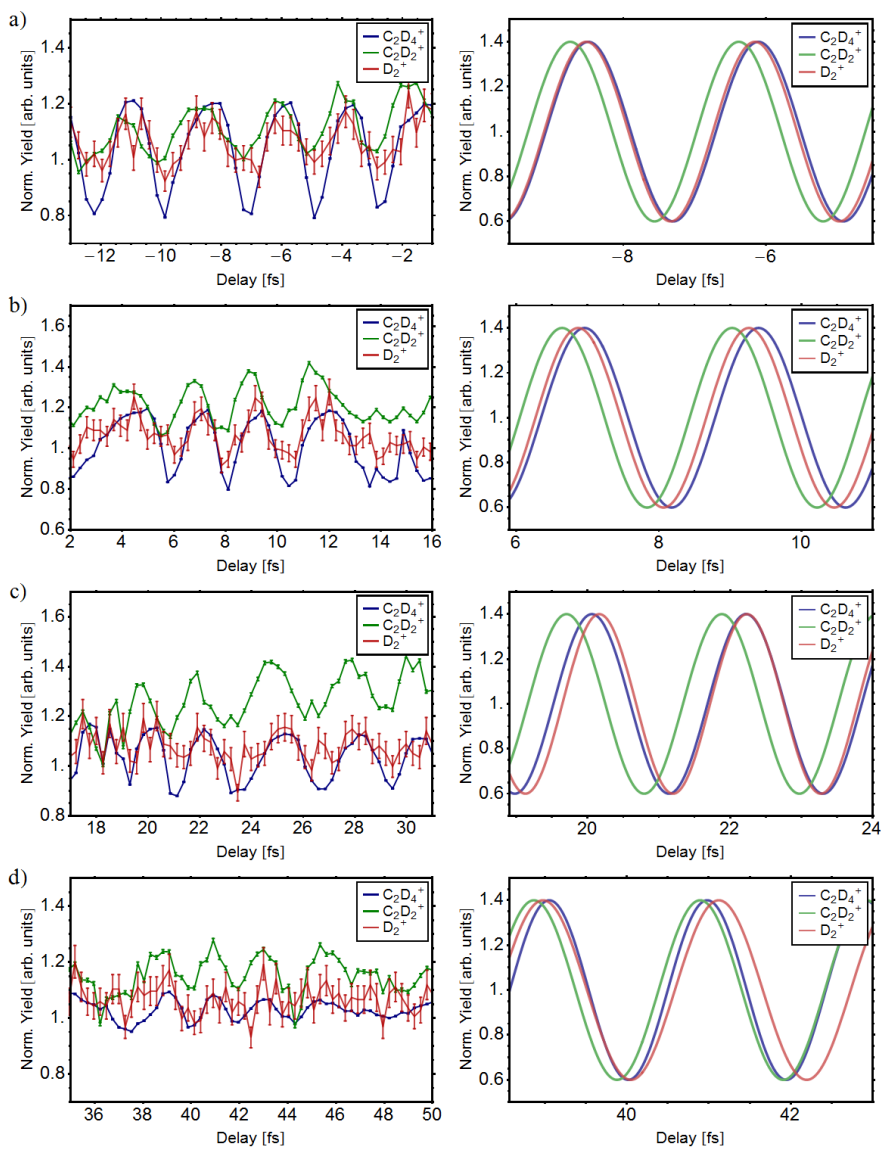 a)
Norm. Yield [arb. units]
1.4
1.2
1.0
0.8
−12
−10
−8
−6
−4
−2
Delay [fs]
C₂D₄⁺
C₂D₂⁺
D₂⁺
Norm. Yield [arb. units]
1.4
1.2
1.0
0.8
0.6
−8
−6
Delay [fs]
C₂D₄⁺
C₂D₂⁺
D₂⁺
b)
Norm. Yield [arb. units]
1.6
1.4
1.2
1.
0.8
0.6
2
4
6
8
10
12
14
16
Delay [fs]
C₂D₄⁺
C₂D₂⁺
D₂⁺
Norm. Yield [arb. units]
1.4
1.2
1.0
0.8
0.6
6
8
10
Delay [fs]
C₂D₄⁺
C₂D₂⁺
D₂⁺
c)
Norm. Yield [arb. units]
1.6
1.4
1.2
1.
0.8
18
20
22
24
26
28
30
Delay [fs]
C₂D₄⁺
C₂D₂⁺
D₂⁺
Norm. Yield [arb. units]
1.4
1.2
1.0
0.8
0.6
20
22
24
Delay [fs]
C₂D₄⁺
C₂D₂⁺
D₂⁺
d)
Norm. Yield [arb. units]
1.4
1.2
1.0
0.8
36
38
40
42
44
46
48
50
Delay [fs]
C₂D₄⁺
C₂D₂⁺
D₂⁺
Norm. Yield [arb. units]
1.4
1.2
1.0
0.8
0.6
40
42
Delay [fs]
C₂D₄⁺
C₂D₂⁺
D₂⁺